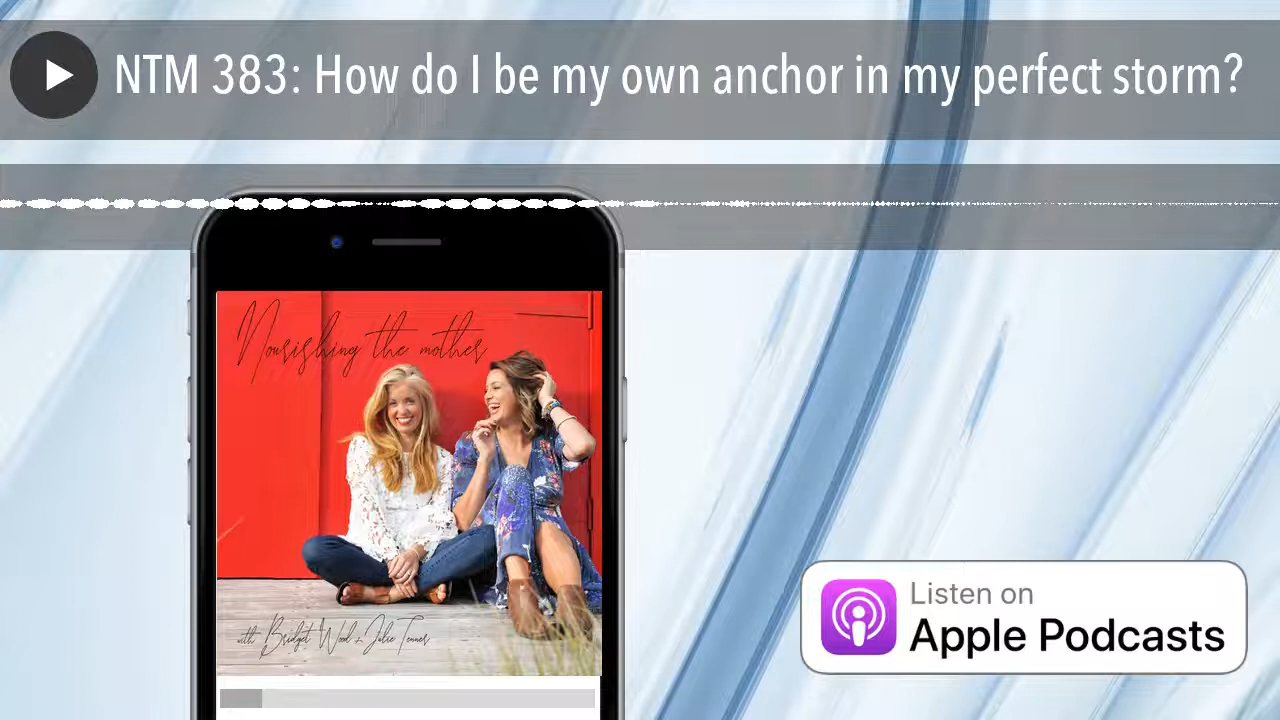 NTM 383: How do I be my own anchor in my perfect storm?
Nourishing the mother
with Bridget Wood & Julie Tenner
Listen on
Apple Podcasts